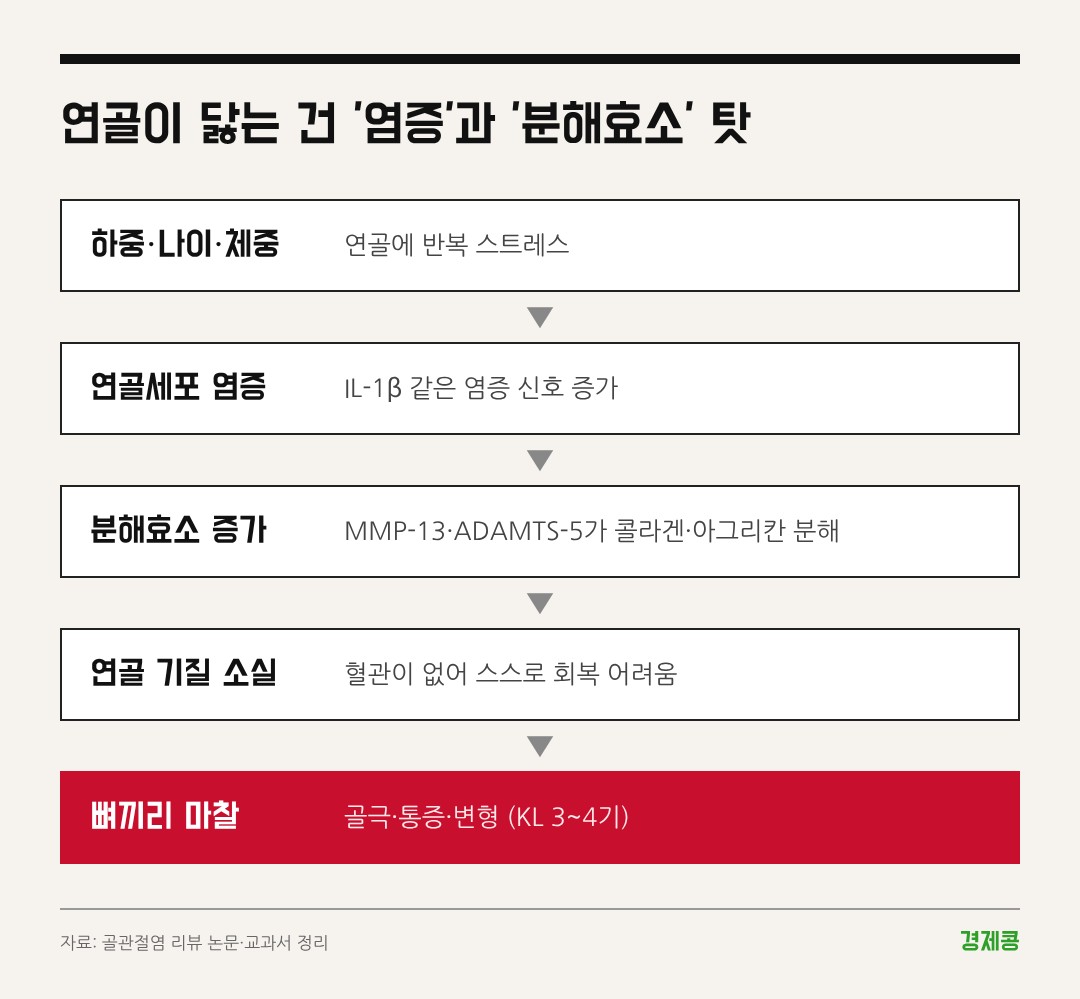 연골이 닳는 건 '염증'과 '분해효소' 탓
하중·나이·체중 연골에 반복 스트레스
연골세포 염증 IL-1β 같은 염증 신호 증가
분해효소 증가 MMP-13·ADAMTS-5가 콜라겐·아그리칸 분해
연골 기질 소실 혈관이 없어 스스로 회복 어려움
뼈끼리 마찰 골극·통증·변형 (KL 3~4기)
자료: 골관절염 리뷰 논문·교과서 정리 경제콩